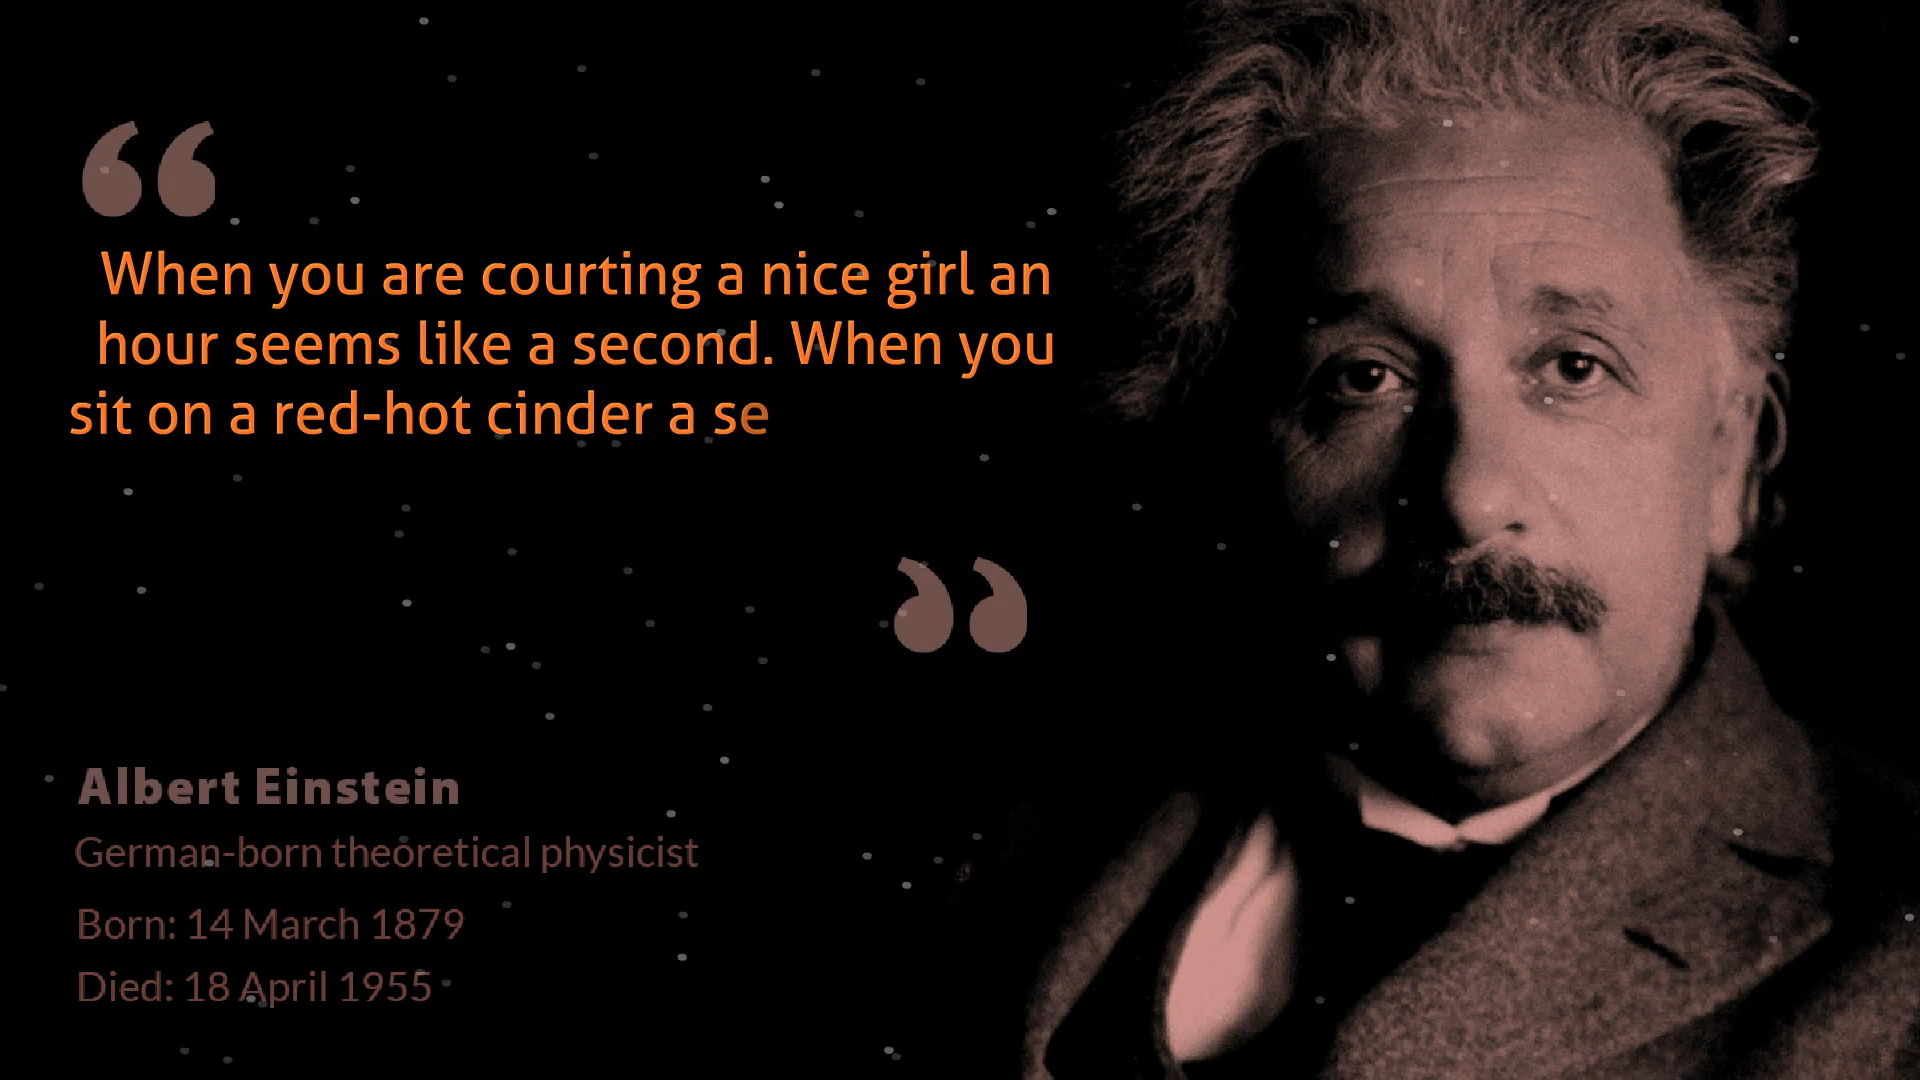 “
When you are courting a nice girl an
hour seems like a second. When you
sit on a red-hot cinder a se
”
Albert Einstein
German-born theoretical physicist
Born: 14 March 1879
Died: 18 April 1955